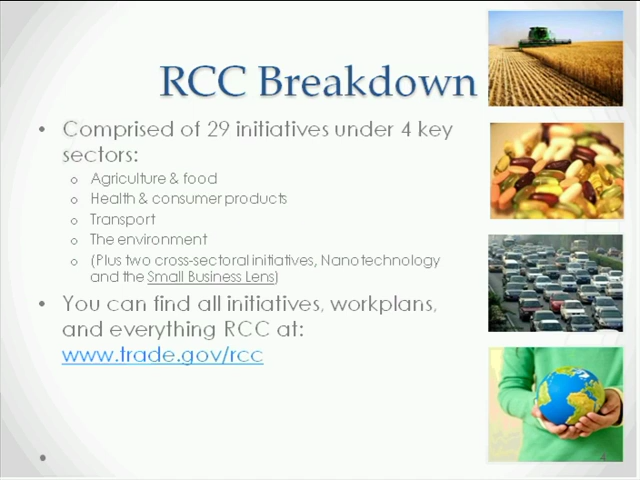 RCC Breakdown
• Comprised of 29 initiatives under 4 key
sectors:
o Agriculture & food
o Health & consumer products
o Transport
o The environment
o (Plus two cross-sectoral initiatives, Nanotechnology
and the Small Business Lens)
• You can find all initiatives, workplans,
and everything RCC at:
www.trade.gov/rcc
4